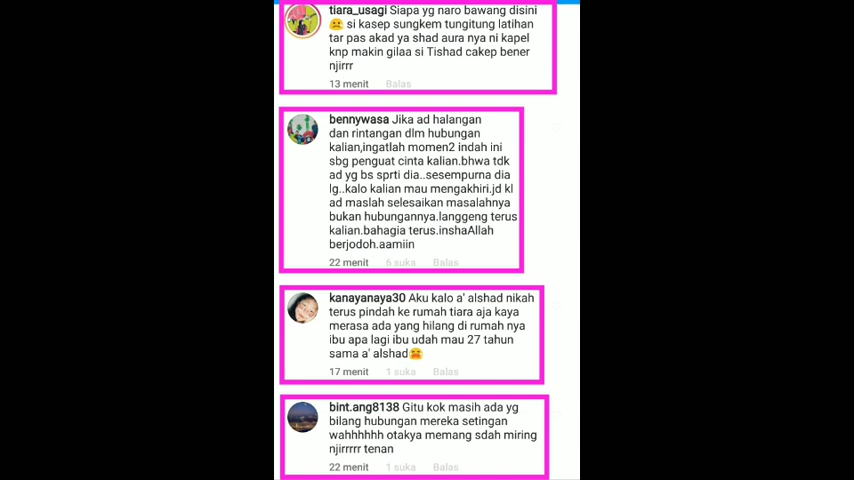 tiara_usagi Siapa yg naro bawang disini
😠 si kasep sungkem tungitung latihan
tar pas akad ya shad aura nya ni kapel
knp makin gilaa si Tishad cakep bener
njirrr
13 menit Balas
bennywasa Jika ad halangan
dan rintangan dlm hubungan
kalian,ingatlah momen2 indah ini
sbg penguat cinta kalian.bhwa tdk
ad yg bs sprti dia..sesempurna dia
lg..kalo kalian mau mengakhiri.jd kl
ad maslah selesaikan masalahnya
bukan hubungannya.langgeng terus
kalian.bahagia terus.inshaAllah
berjodoh.aamiin
22 menit 6 suka Balas
kanayanaya30 Aku kalo a' alshad nikah
terus pindah ke rumah tiara aja kaya
merasa ada yang hilang di rumah nya
ibu apa lagi ibu udah mau 27 tahun
sama a' alshad😫
17 menit 1 suka Balas
bint.ang8138 Gitu kok masih ada yg
bilang hubungan mereka setingan
wahhhhhh otakya memang sdah miring
njirrrrr tenan
22 menit 1 suka Balas